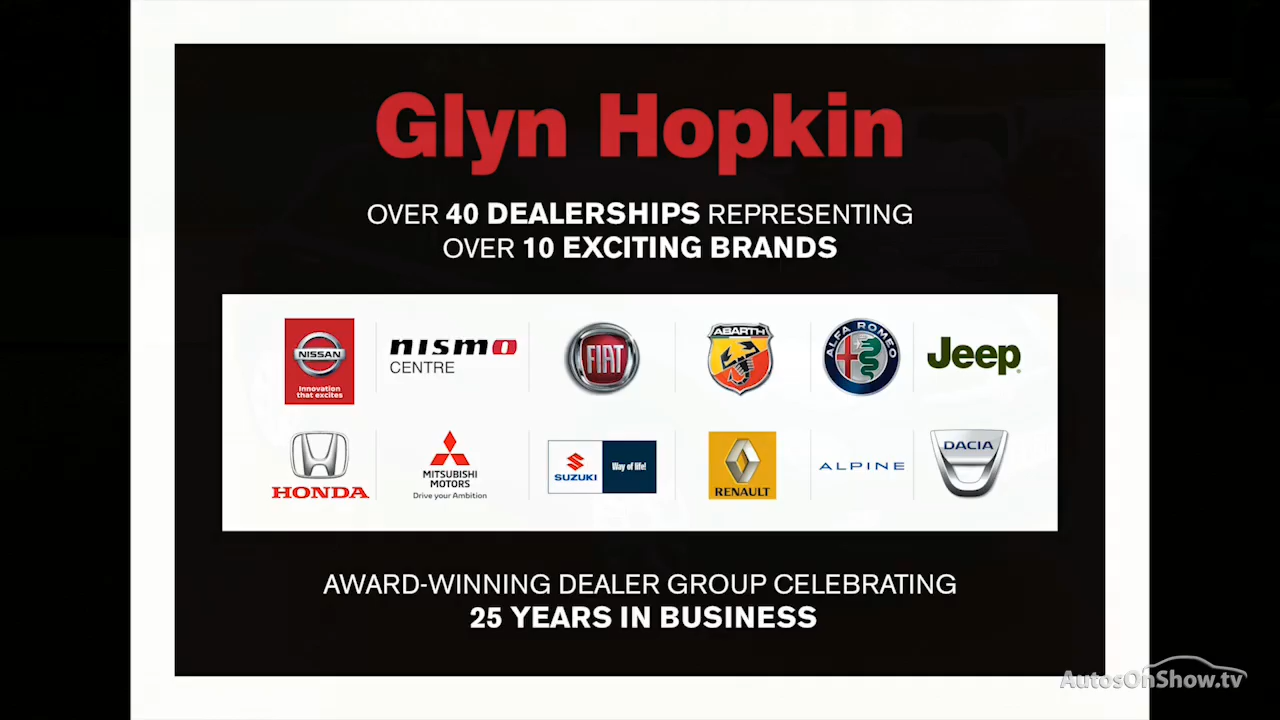 Glyn Hopkin
OVER 40 DEALERSHIPS REPRESENTING
OVER 10 EXCITING BRANDS
NISSAN
Innovation
that excites
nismo
CENTRE
FIAT
ABARTH
ALFA ROMEO
Jeep®
HONDA
MITSUBISHI
MOTORS
Drive your Ambition
SUZUKI
Way of life!
RENAULT
ALPINE
DACIA
AWARD-WINNING DEALER GROUP CELEBRATING
25 YEARS IN BUSINESS
AutosOnShow.tv